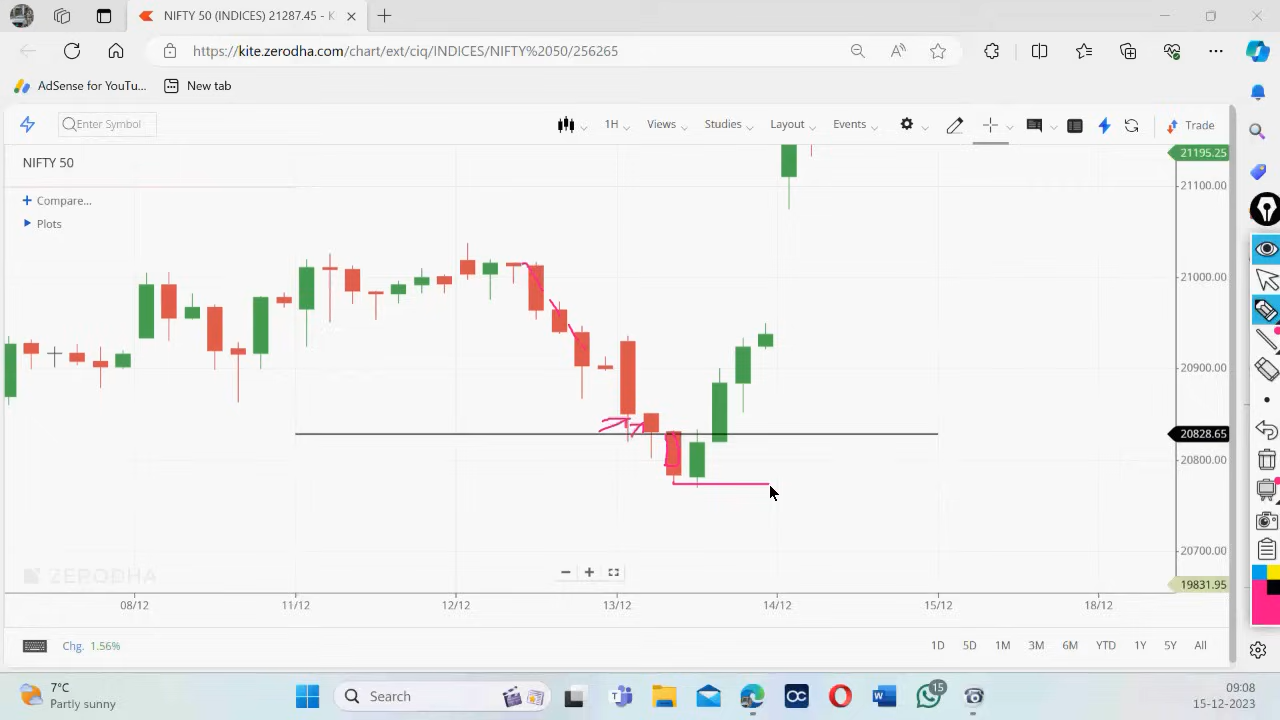 NIFTY 50 (INDICES) 21287.45 - K
https://kite.zerodha.com/chart/ext/ciq/INDICES/NIFTY%2050/256265
AdSense for YouTu... New tab
Enter Symbol 1H Views Studies Layout Events Trade
NIFTY 50
Compare...
Plots
21195.25
21100.00
21000.00
20900.00
20828.65
20800.00
20700.00
ZERODHA
19831.95
08/12 11/12 12/12 13/12 14/12 15/12 18/12
Chg. 1.56% 1D 5D 1M 3M 6M YTD 1Y 5Y All
7°C
Partly sunny
Search
OC
15
09:08
15-12-2023